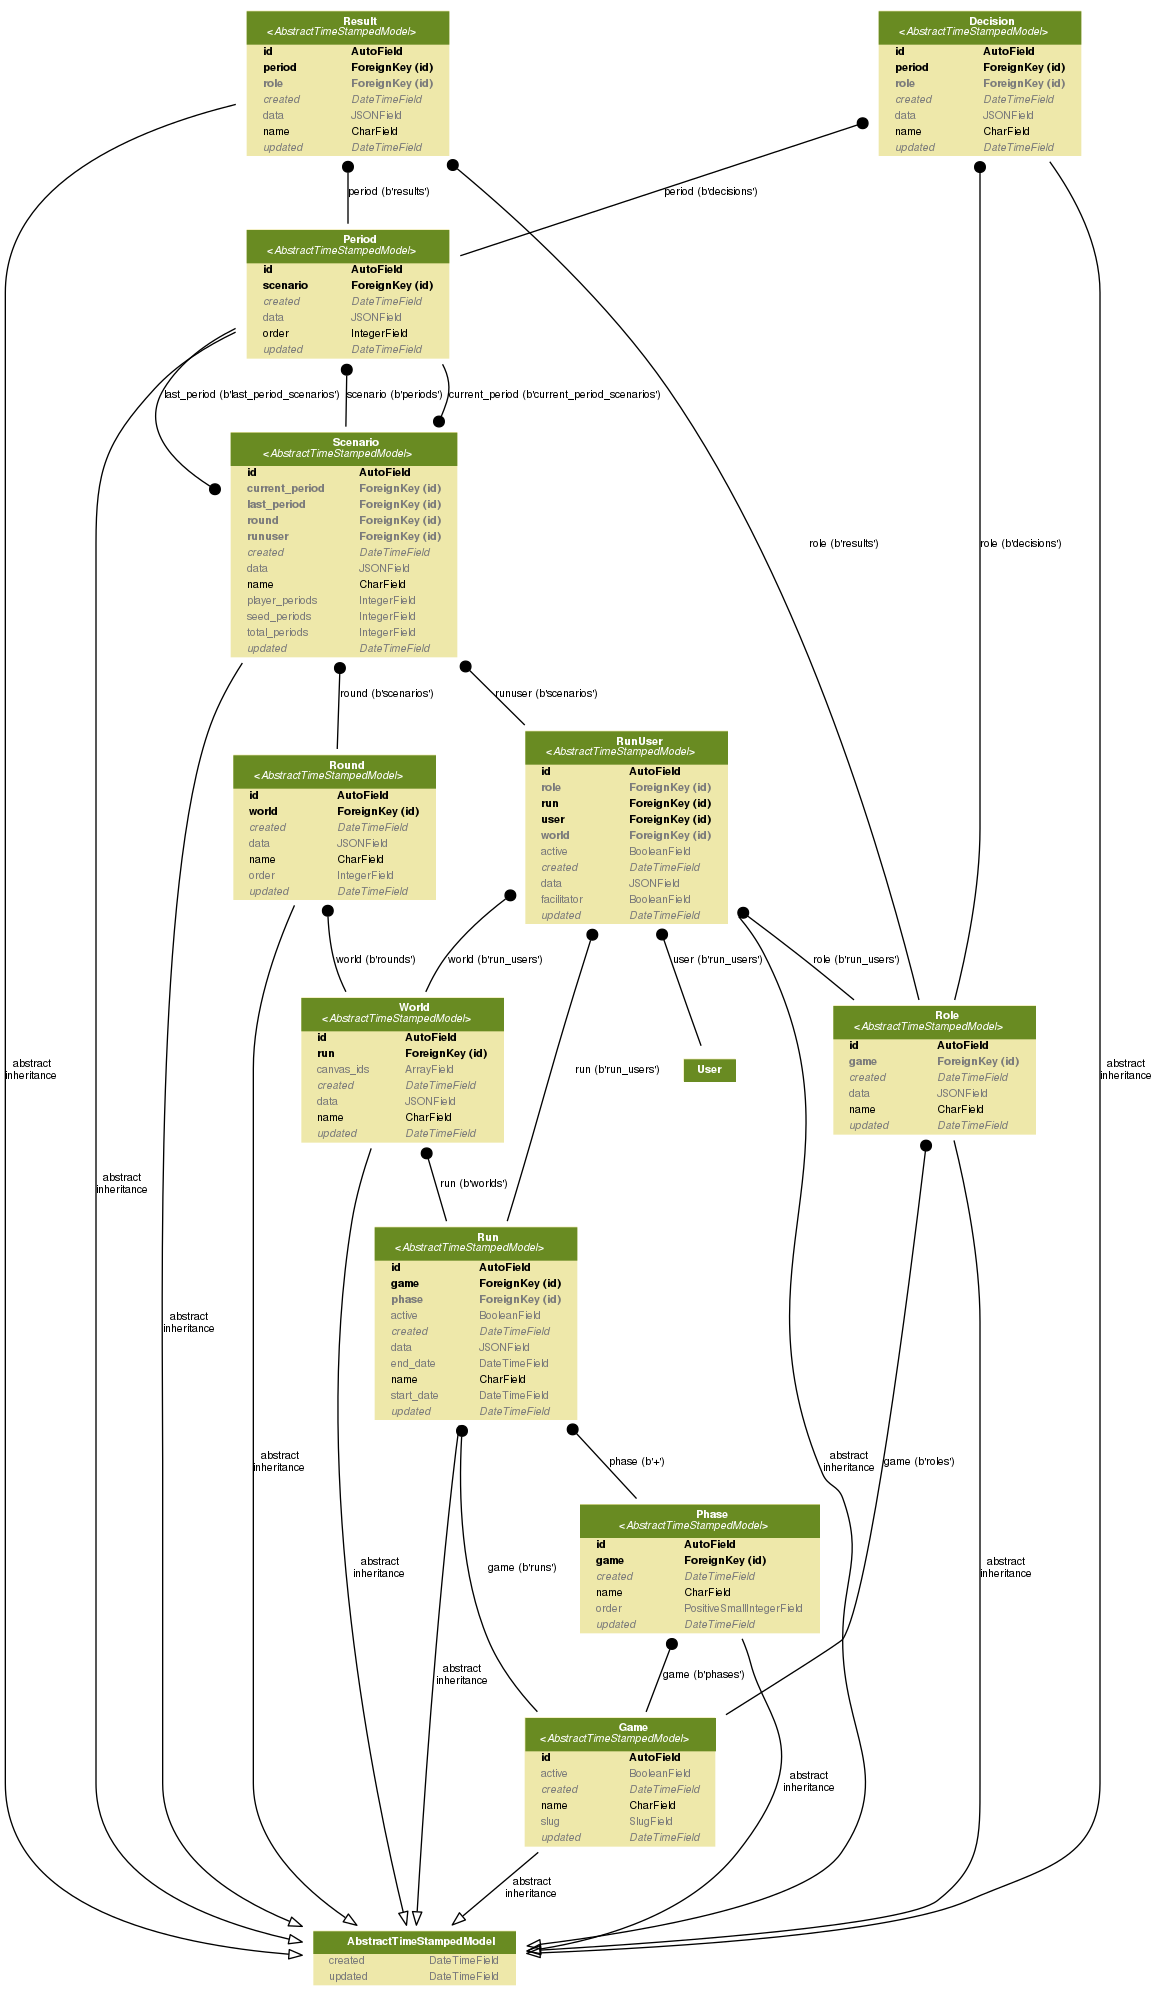 Result
<AbstractTimeStampedModel>
id AutoField
period ForeignKey (id)
role ForeignKey (id)
created DateTimeField
data JSONField
name CharField
updated DateTimeField
Decision
<AbstractTimeStampedModel>
id AutoField
period ForeignKey (id)
role ForeignKey (id)
created DateTimeField
data JSONField
name CharField
updated DateTimeField
period (b'results')
period (b'decisions')
Period
<AbstractTimeStampedModel>
id AutoField
scenario ForeignKey (id)
created DateTimeField
data JSONField
order IntegerField
updated DateTimeField
last_period (b'last_period_scenarios')
scenario (b'periods')
current_period (b'current_period_scenarios')
Scenario
<AbstractTimeStampedModel>
id AutoField
current_period ForeignKey (id)
last_period ForeignKey (id)
round ForeignKey (id)
runuser ForeignKey (id)
created DateTimeField
data JSONField
name CharField
player_periods IntegerField
seed_periods IntegerField
total_periods IntegerField
updated DateTimeField
role (b'results')
role (b'decisions')
round (b'scenarios')
runuser (b'scenarios')
Round
<AbstractTimeStampedModel>
id AutoField
world ForeignKey (id)
created DateTimeField
data JSONField
name CharField
order IntegerField
updated DateTimeField
RunUser
<AbstractTimeStampedModel>
id AutoField
role ForeignKey (id)
run ForeignKey (id)
user ForeignKey (id)
world ForeignKey (id)
active BooleanField
created DateTimeField
data JSONField
facilitator BooleanField
updated DateTimeField
world (b'rounds')
world (b'run_users')
user (b'run_users')
role (b'run_users')
World
<AbstractTimeStampedModel>
id AutoField
run ForeignKey (id)
canvas_ids ArrayField
created DateTimeField
data JSONField
name CharField
updated DateTimeField
run (b'run_users')
User
Role
<AbstractTimeStampedModel>
id AutoField
game ForeignKey (id)
created DateTimeField
data JSONField
name CharField
updated DateTimeField
abstract
inheritance
abstract
inheritance
abstract
inheritance
run (b'worlds')
Run
<AbstractTimeStampedModel>
id AutoField
game ForeignKey (id)
phase ForeignKey (id)
active BooleanField
created DateTimeField
data JSONField
end_date DateTimeField
name CharField
start_date DateTimeField
updated DateTimeField
abstract
inheritance
abstract
inheritance
phase (b'+')
abstract
inheritance
game (b'roles')
Phase
<AbstractTimeStampedModel>
id AutoField
game ForeignKey (id)
created DateTimeField
name CharField
order PositiveSmallIntegerField
updated DateTimeField
abstract
inheritance
game (b'runs')
abstract
inheritance
abstract
inheritance
game (b'phases')
Game
<AbstractTimeStampedModel>
id AutoField
active BooleanField
created DateTimeField
name CharField
slug SlugField
updated DateTimeField
abstract
inheritance
abstract
inheritance
AbstractTimeStampedModel
created DateTimeField
updated DateTimeField